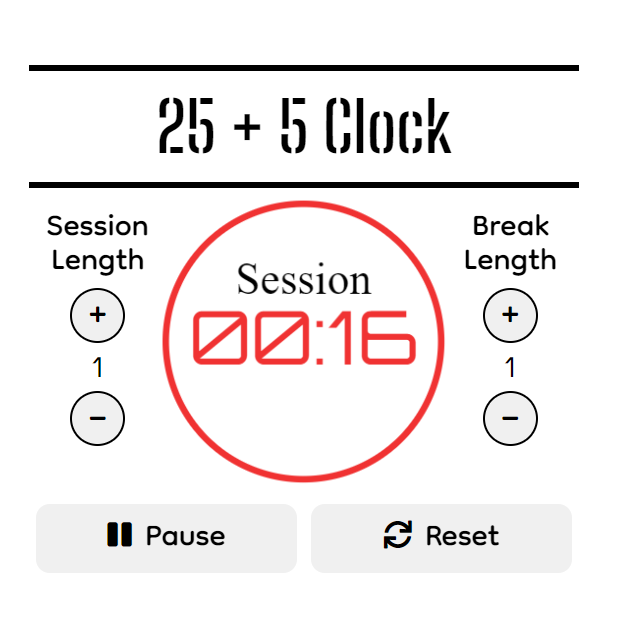 25 + 5 Clock
Session
Length
+
1
−
Session
00:16
Break
Length
+
1
−
Pause
Reset